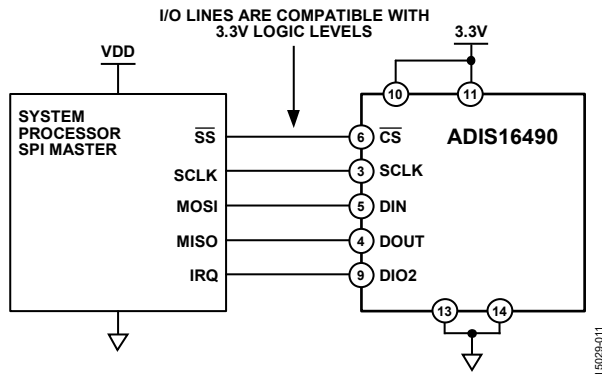 I/O LINES ARE COMPATIBLE WITH
3.3V LOGIC LEVELS
VDD
3.3V
10
11
SYSTEM
PROCESSOR
SPI MASTER
ADIS16490
SS
6
CS
SCLK
3
SCLK
MOSI
5
DIN
MISO
4
DOUT
IRQ
9
DIO2
13
14
15029-011